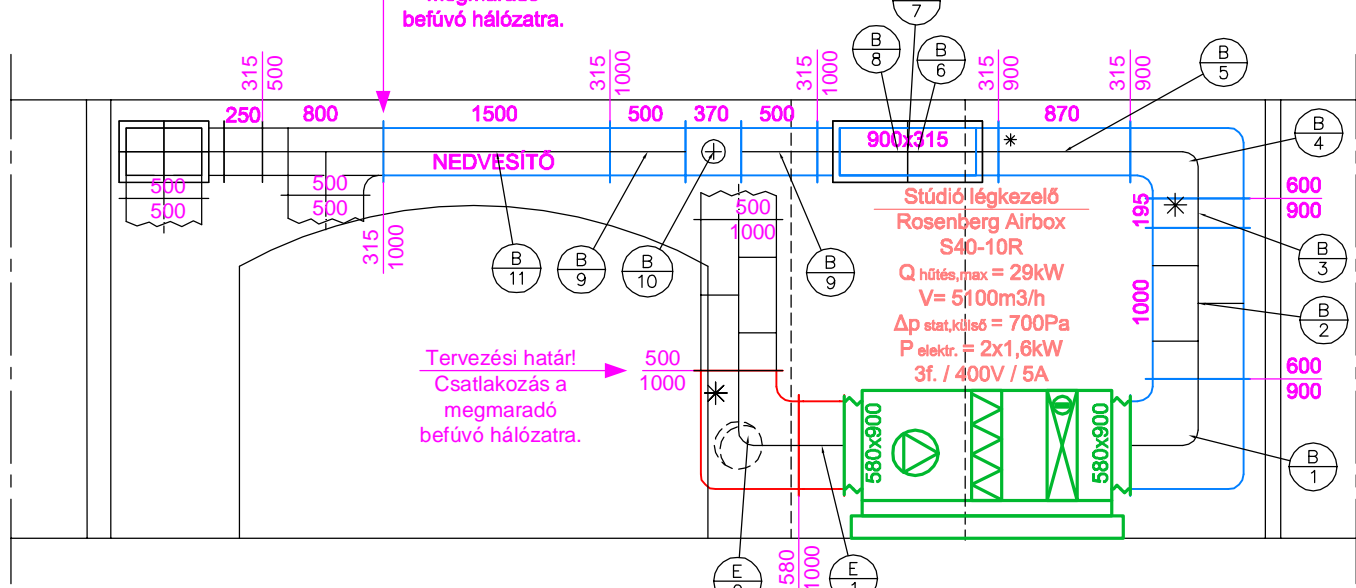 befúvó hálózatra.
B
7
B
8
B
6
B
5
B
4
315
500
315
1000
315
1000
315
900
315
900
250
800
1500
500
370
500
870
900x315
NEDVESÍTŐ
500
500
500
500
500
1000
315
1000
B
11
B
9
B
10
B
9
Stúdió légkezelő
Rosenberg Airbox
S40-10R
Q hűtés,max = 29kW
V= 5100m3/h
Δp stat,külső = 700Pa
P elektr. = 2x1,6kW
3f. / 400V / 5A
195
1000
600
900
B
3
B
2
600
900
B
1
Tervezési határ!
Csatlakozás a
megmaradó
befúvó hálózatra.
500
1000
580x900
580x900
580
1000
E
E